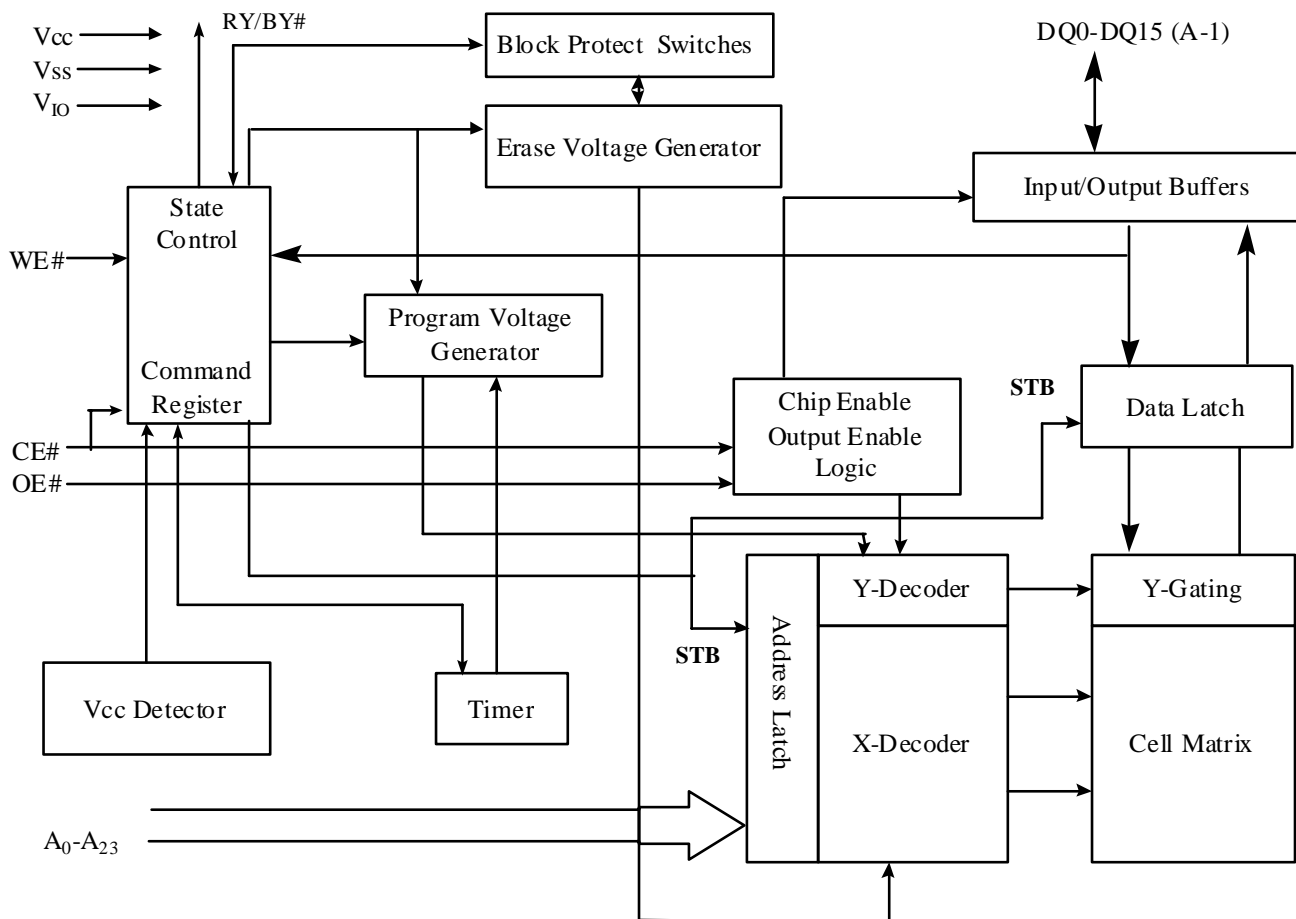 Vcc
RY/BY#
Block Protect Switches
DQ0-DQ15 (A-1)
Vss
V_IO
Erase Voltage Generator
Input/Output Buffers
State
Control
WE#
Program Voltage
Generator
Command
Register
STB
Chip Enable
Output Enable
Logic
Data Latch
CE#
OE#
Address Latch
Y-Decoder
Y-Gating
STB
Vcc Detector
Timer
X-Decoder
Cell Matrix
A0-A23